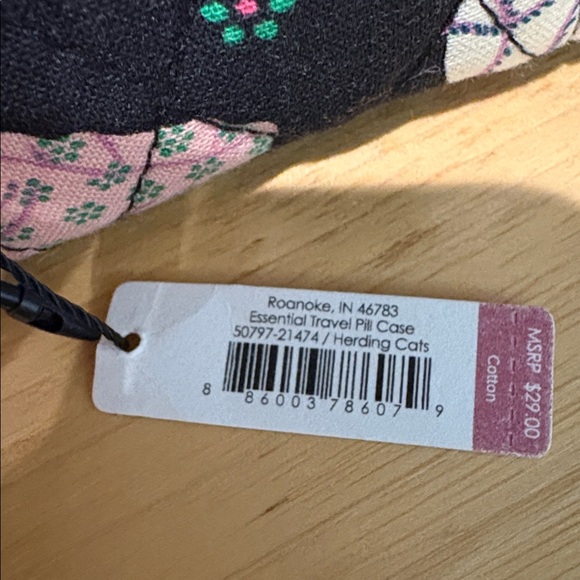 Roanoke, IN 46783
Essential Travel Pill Case
50797-21474 / Herding Cats
8 86003 78607 9
MSRP $29.00
Cotton